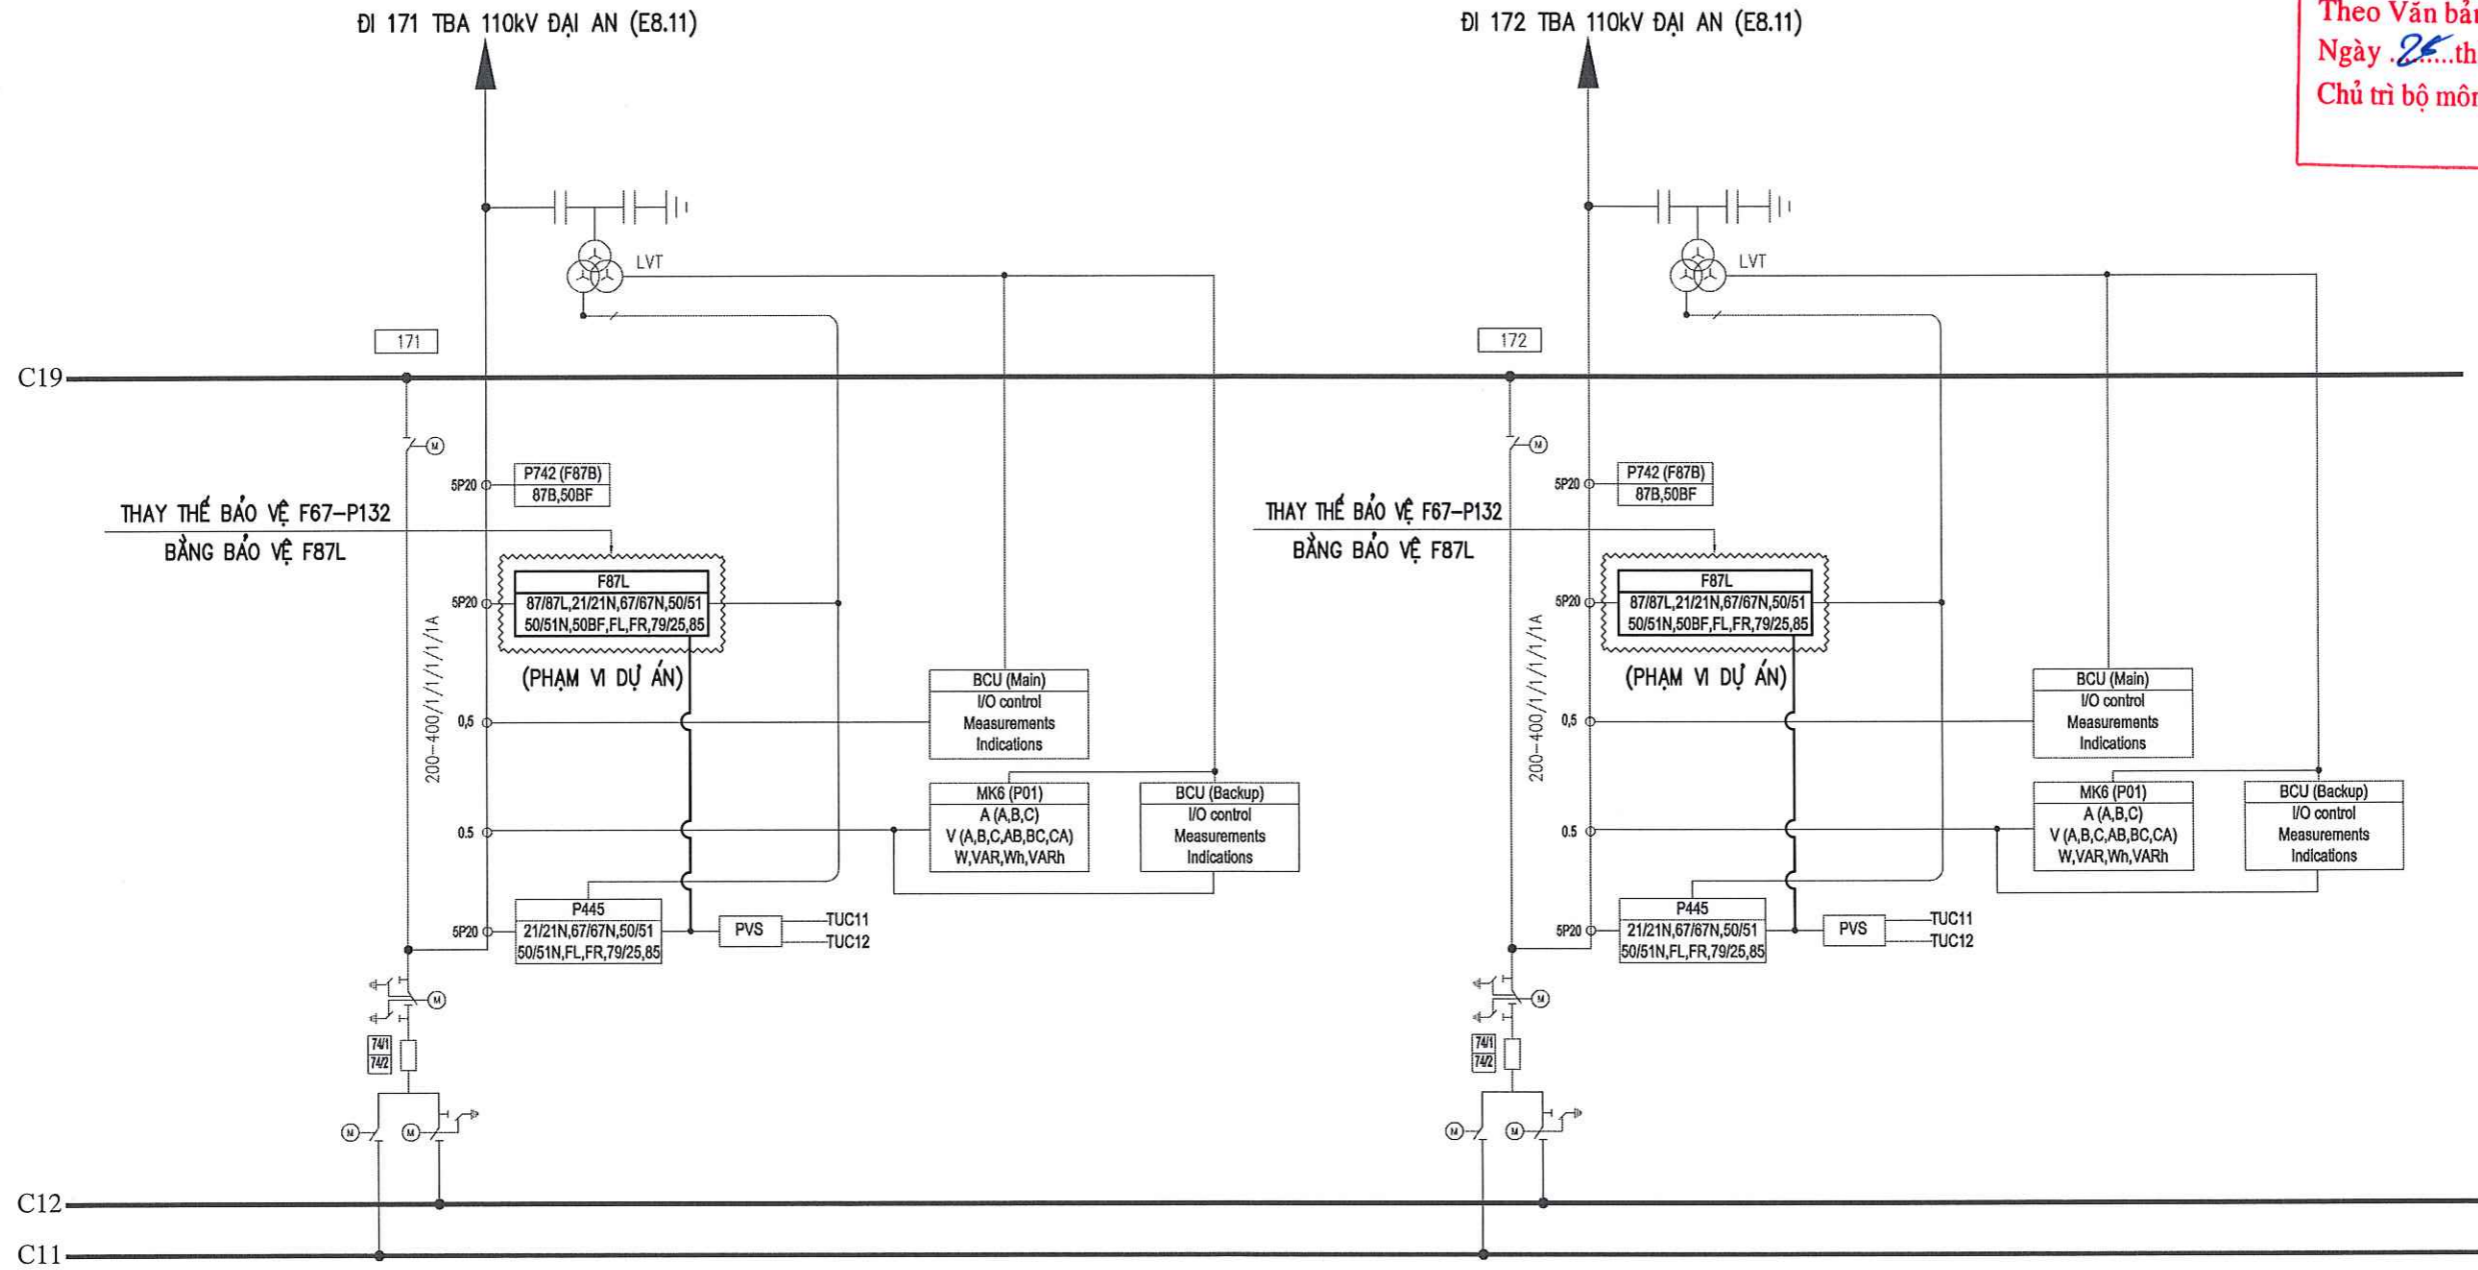 ĐI 171 TBA 110kV ĐẠI AN (E8.11)
LVT
171
C19
M
5P20
P742 (F87B)
87B,50BF
THAY THẾ BẢO VỆ F67-P132
BẰNG BẢO VỆ F87L
5P20
F87L
87/87L,21/21N,67/67N,50/51
50/51N,50BF,FL,FR,79/25,85
(PHẠM VI DỰ ÁN)
200-400/1/1/1/1/1A
0,5
BCU (Main)
I/O control
Measurements
Indications
0.5
MK6 (P01)
A (A,B,C)
V (A,B,C,AB,BC,CA)
W,VAR,Wh,VARh
BCU (Backup)
I/O control
Measurements
Indications
5P20
P445
21/21N,67/67N,50/51
50/51N,FL,FR,79/25,85
PVS
TUC11
TUC12
M
74/1
74/2
M
M
C12
C11
ĐI 172 TBA 110kV ĐẠI AN (E8.11)
LVT
172
M
5P20
P742 (F87B)
87B,50BF
THAY THẾ BẢO VỆ F67-P132
BẰNG BẢO VỆ F87L
5P20
F87L
87/87L,21/21N,67/67N,50/51
50/51N,50BF,FL,FR,79/25,85
(PHẠM VI DỰ ÁN)
200-400/1/1/1/1/1A
0,5
BCU (Main)
I/O control
Measurements
Indications
0.5
MK6 (P01)
A (A,B,C)
V (A,B,C,AB,BC,CA)
W,VAR,Wh,VARh
BCU (Backup)
I/O control
Measurements
Indications
5P20
P445
21/21N,67/67N,50/51
50/51N,FL,FR,79/25,85
PVS
TUC11
TUC12
M
74/1
74/2
M
M
Theo Văn bản
Ngày ......th
Chủ trì bộ môn